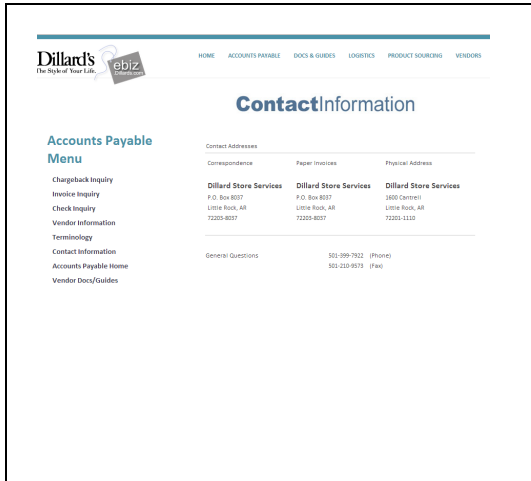 Dillard's
The Style of Your Life.
ebiz
Dillards.com
HOME ACCOUNTS PAYABLE DOCS & GUIDES LOGISTICS PRODUCT SOURCING VENDORS
ContactInformation
Accounts Payable
Menu
Chargeback Inquiry
Invoice Inquiry
Check Inquiry
Vendor Information
Terminology
Contact Information
Accounts Payable Home
Vendor Docs/Guides
Contact Addresses
Correspondence Paper Invoices Physical Address
Dillard Store Services Dillard Store Services Dillard Store Services
P.O. Box 8037 P.O. Box 8037 1600 Cantrell
Little Rock, AR Little Rock, AR Little Rock, AR
72203-8037 72203-8037 72201-1110
General Questions 501-399-7922 (Phone)
501-210-9573 (Fax)